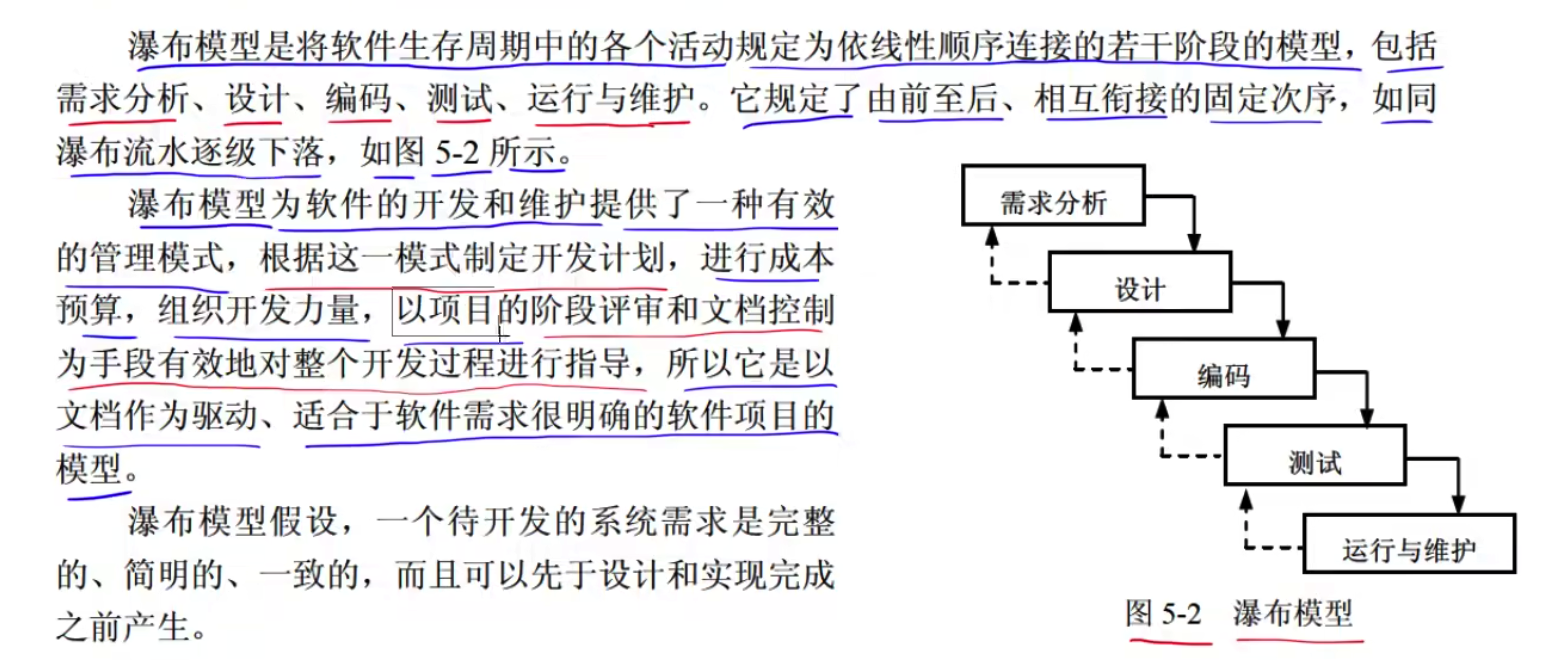 瀑布模型是将软件生存周期中的各个活动规定为依线性顺序连接的若干阶段的模型，包括
需求分析、设计、编码、测试、运行与维护。它规定了由前至后、相互衔接的固定次序，如同
瀑布流水逐级下落，如图 5-2 所示。
瀑布模型为软件的开发和维护提供了一种有效
的管理模式，根据这一模式制定开发计划，进行成本
预算，组织开发力量，以项目的阶段评审和文档控制
为手段有效地对整个开发过程进行指导，所以它是以
文档作为驱动、适合于软件需求很明确的软件项目的
模型。
瀑布模型假设，一个待开发的系统需求是完整
的、简明的、一致的，而且可以先于设计和实现完成
之前产生。
需求分析
设计
编码
测试
运行与维护
图 5-2 瀑布模型